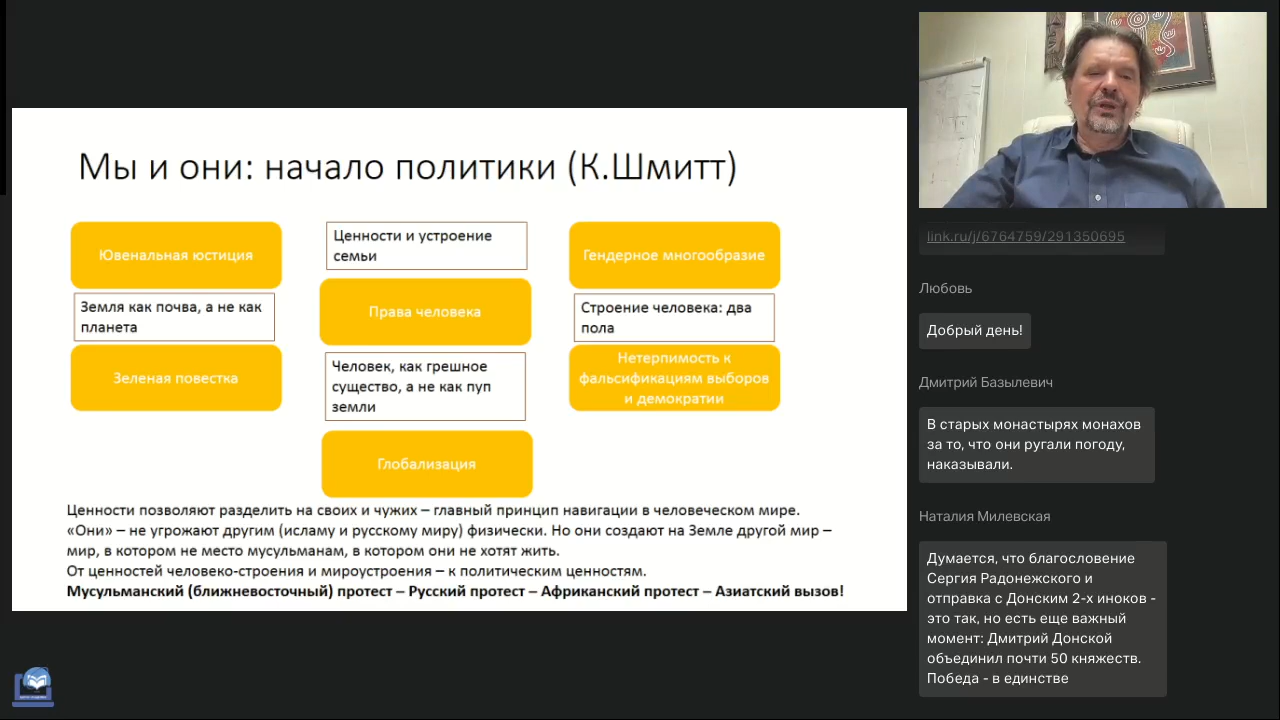 Мы и они: начало политики (К.Шмитт)
Ювенальная юстиция
Ценности и устроение
семьи
Гендерное многообразие
Земля как почва, а не как
планета
Права человека
Строение человека: два
пола
Зеленая повестка
Человек, как грешное
существо, а не как пуп
земли
Нетерпимость к
фальсификациям выборов
и демократии
Глобализация
Ценности позволяют разделить на своих и чужих – главный принцип навигации в человеческом мире.
«Они» – не угрожают другим (исламу и русскому миру) физически. Но они создают на Земле другой мир –
мир, в котором не место мусульманам, в котором они не хотят жить.
От ценностей человеко-строения и мироустроения – к политическим ценностям.
Мусульманский (ближневосточный) протест – Русский протест – Африканский протест – Азиатский вызов!
link.ru/j/6764759/291350695
Любовь
Добрый день!
Дмитрий Базылевич
В старых монастырях монахов
за то, что они ругали погоду,
наказывали.
Наталия Милевская
Думается, что благословение
Сергия Радонежского и
отправка с Донским 2-х иноков -
это так, но есть еще важный
момент: Дмитрий Донской
объединил почти 50 княжеств.
Победа - в единстве